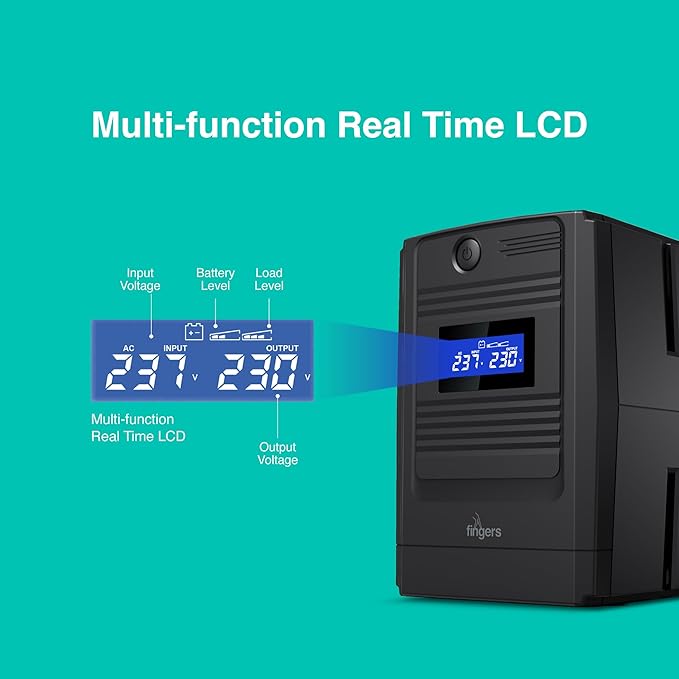 Multi-function Real Time LCD
Input
Voltage
Battery
Level
Load
Level
AC INPUT OUTPUT
237 V 230 V
Multi-function
Real Time LCD
Output
Voltage
OUTPUT
237 V 230 V
fingers